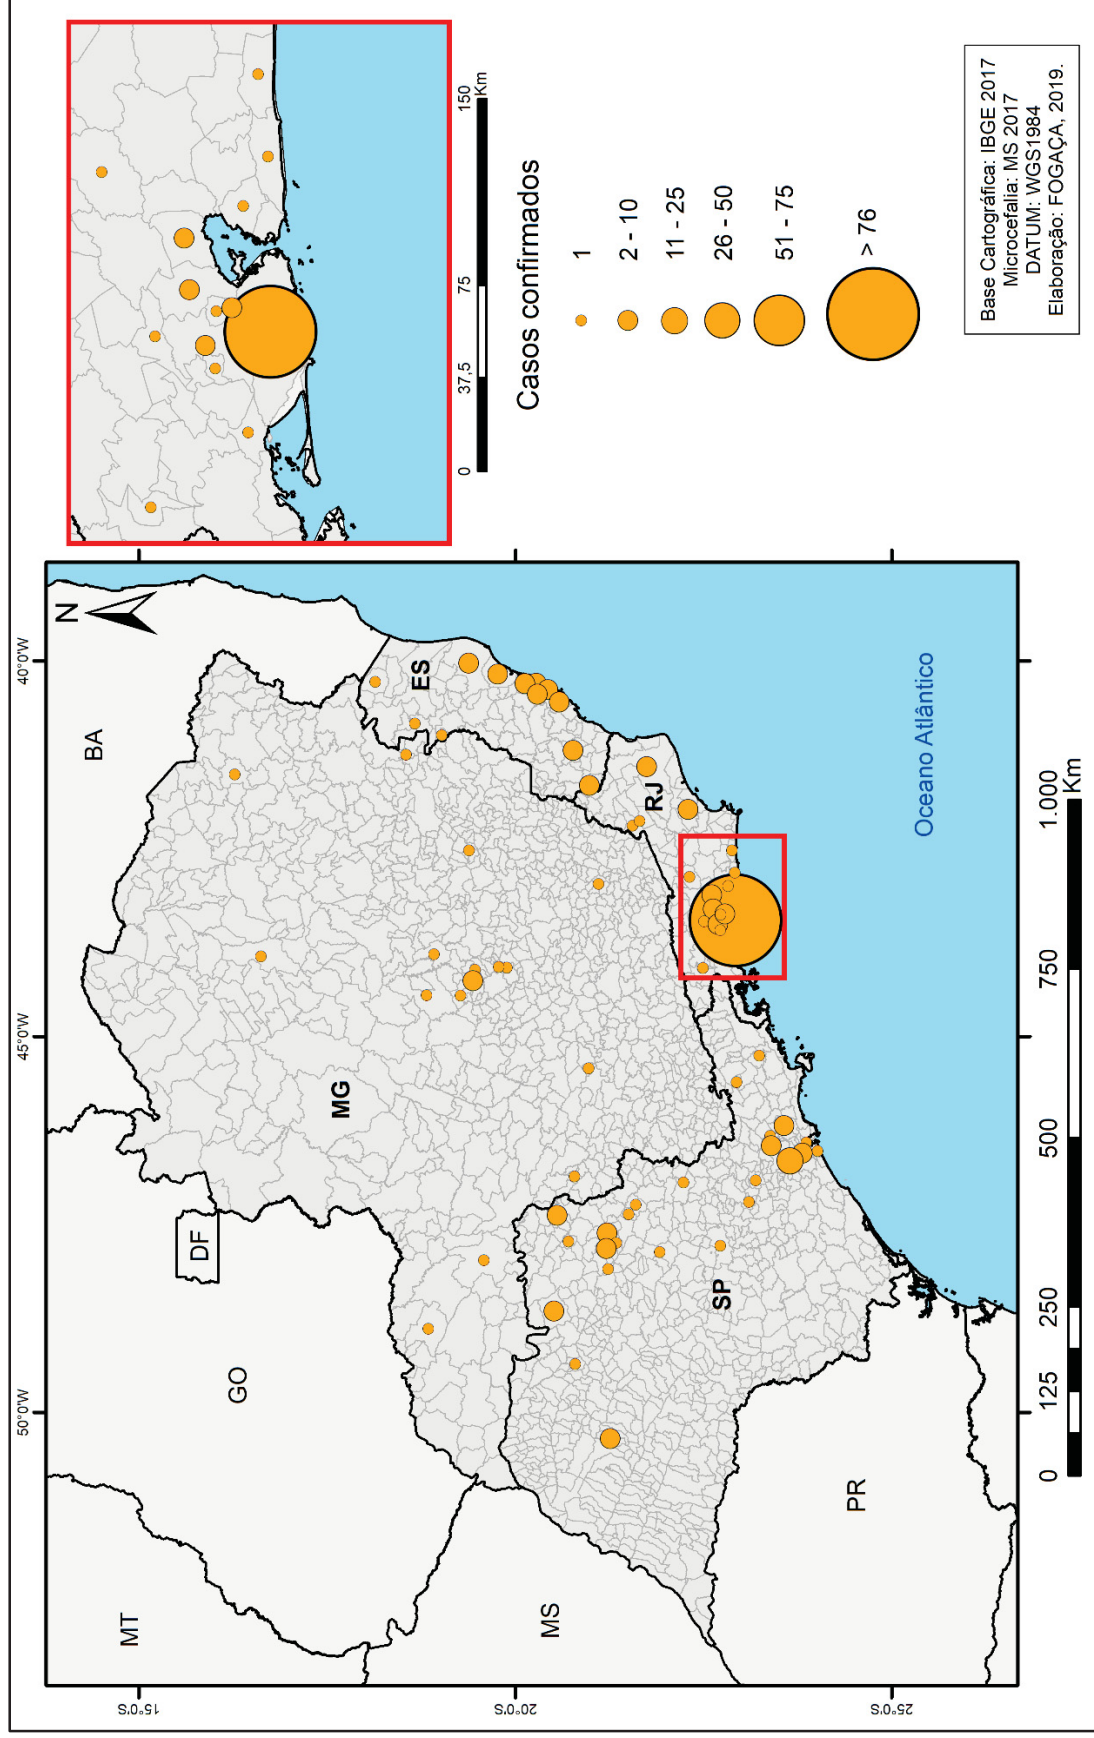 50°0'W
45°0'W
40°0'W
15°0'S
20°0'S
25°0'S
N
MT
GO
DF
BA
MG
ES
MS
SP
RJ
PR
Oceano Atlântico
0 125 250 500 750 1.000
Km
0 37,5 75 150
Km
Casos confirmados
1
2 - 10
11 - 25
26 - 50
51 - 75
> 76
Base Cartográfica: IBGE 2017
Microcefalia: MS 2017
DATUM: WGS1984
Elaboração: FOGAÇA, 2019.